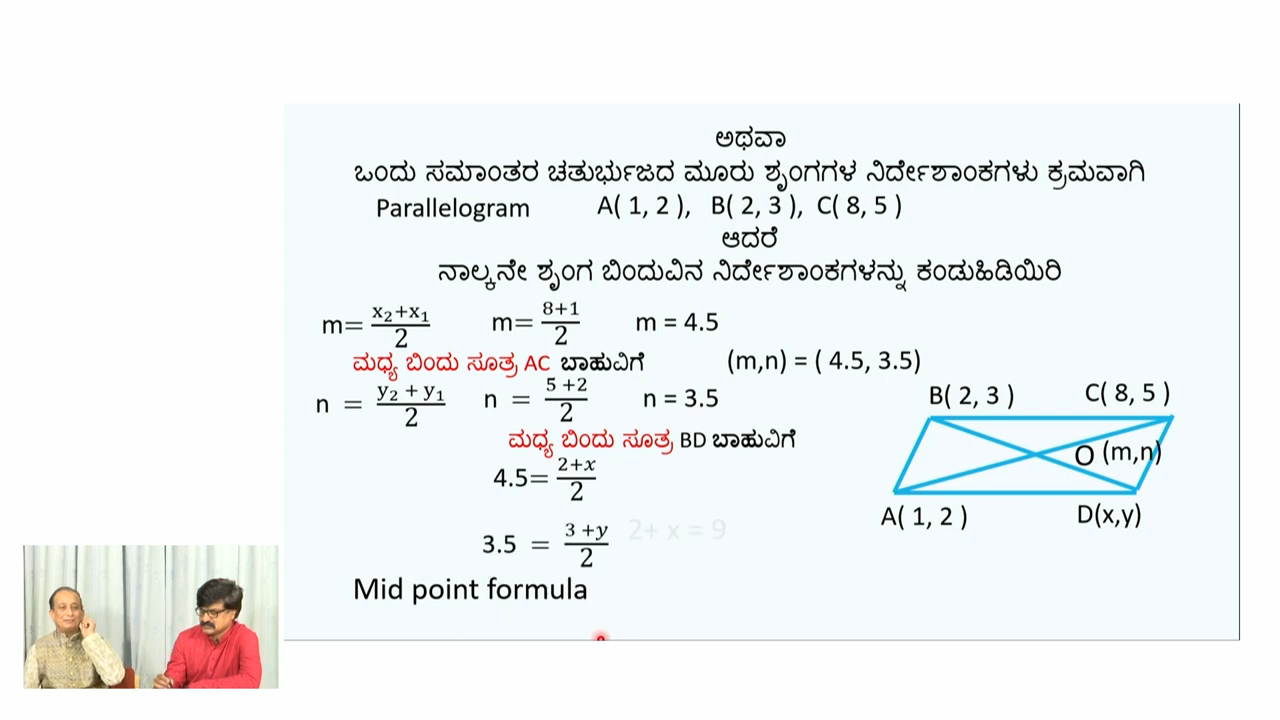 ಅಥವಾ
ಒಂದು ಸಮಾಂತರ ಚತುರ್ಭುಜದ ಮೂರು ಶೃಂಗಗಳ ನಿರ್ದೇಶಾಂಕಗಳು ಕ್ರಮವಾಗಿ
Parallelogram A( 1, 2 ), B( 2, 3 ), C( 8, 5 )
ಆದರೆ
ನಾಲ್ಕನೇ ಶೃಂಗ ಬಿಂದುವಿನ ನಿರ್ದೇಶಾಂಕಗಳನ್ನು ಕಂಡುಹಿಡಿಯಿರಿ
m= x₂+x₁/2 m= 8+1/2 m = 4.5
ಮಧ್ಯ ಬಿಂದು ಸೂತ್ರ AC ಬಾಹುವಿಗೆ (m,n) = ( 4.5, 3.5)
n = y₂ + y₁/2 n = 5 +2/2 n = 3.5
ಮಧ್ಯ ಬಿಂದು ಸೂತ್ರ BD ಬಾಹುವಿಗೆ
4.5= 2+x/2
3.5 = 3 +y/2 2+ x = 9
Mid point formula
B( 2, 3 ) C( 8, 5 )
O (m,n)
A( 1, 2 ) D(x,y)